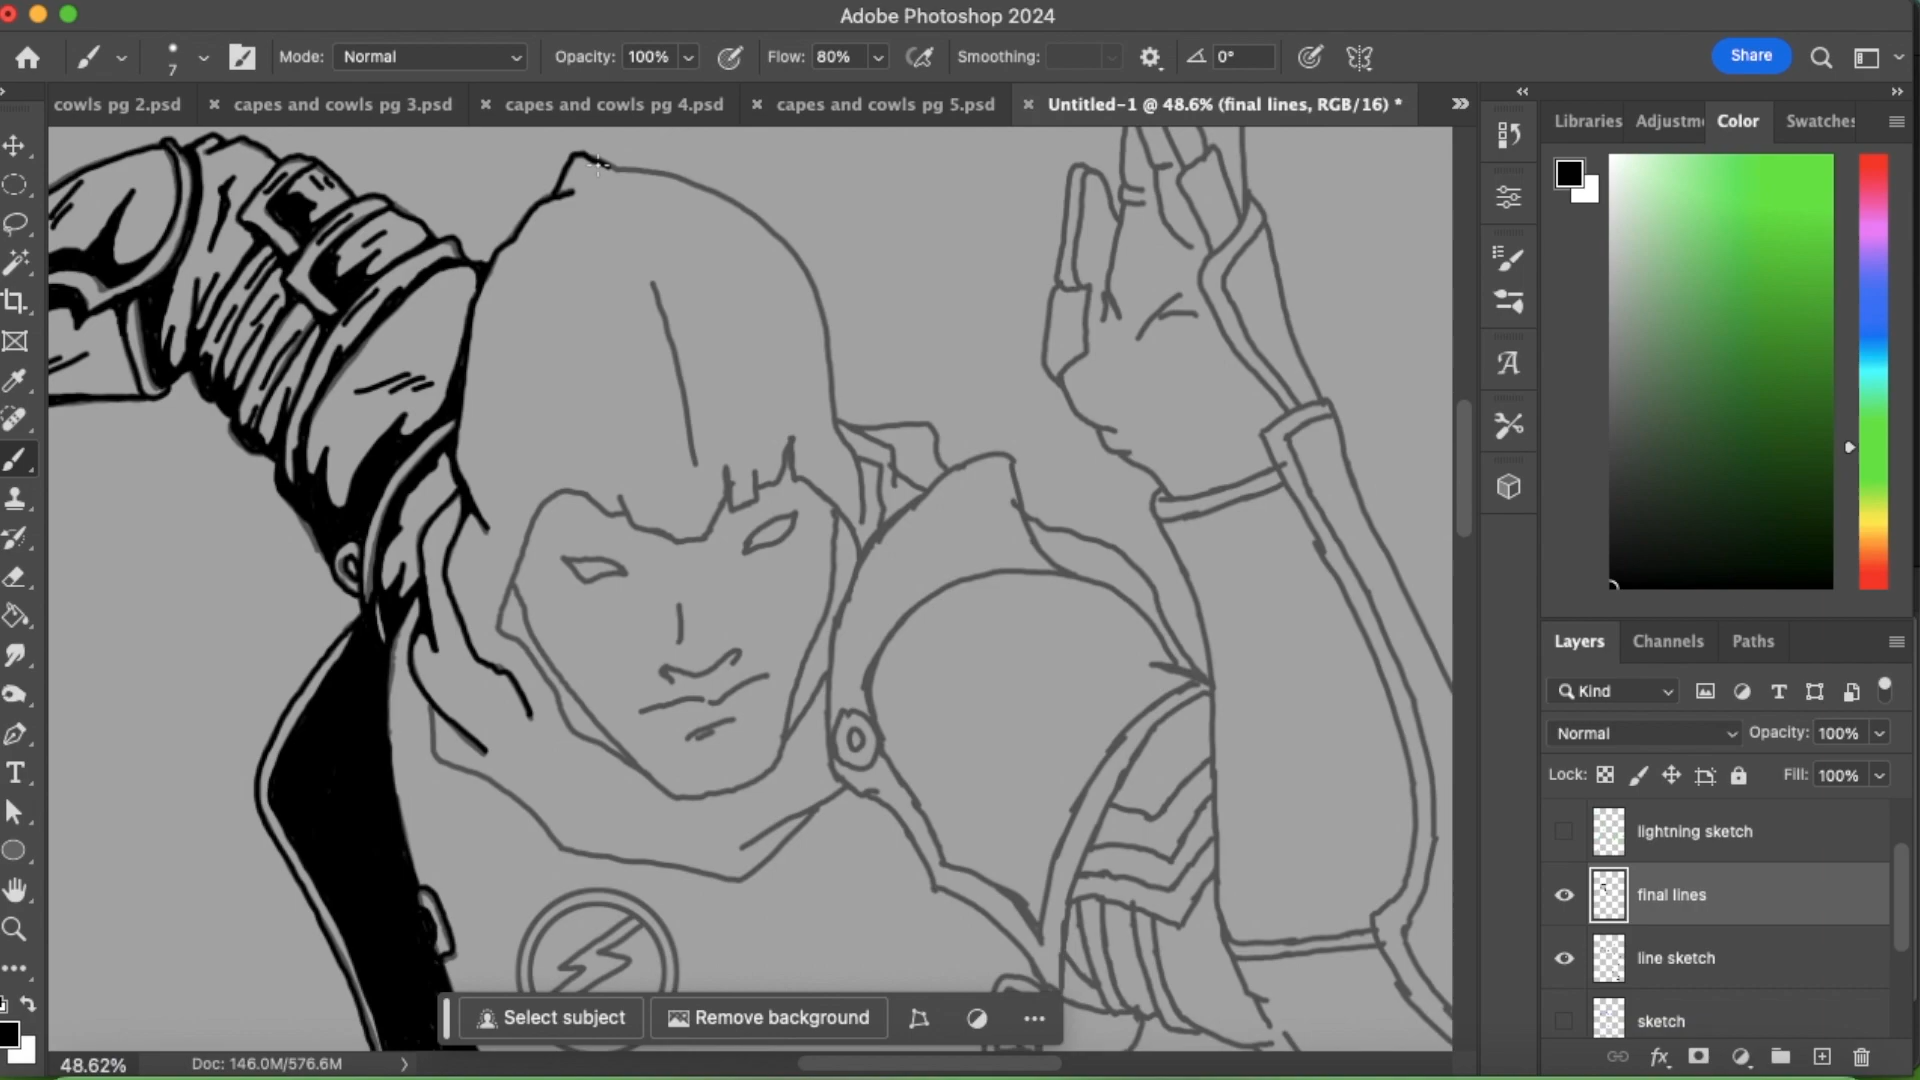 Adobe Photoshop 2024
7
Mode: Normal
Opacity: 100%
Flow: 80%
Smoothing:
0°
Share
cowls pg 2.psd
capes and cowls pg 3.psd
capes and cowls pg 4.psd
capes and cowls pg 5.psd
Untitled-1 @ 48.6% (final lines, RGB/16) *
Libraries
Adjustm
Color
Swatches
Layers
Channels
Paths
Kind
Normal
Opacity: 100%
Lock:
Fill: 100%
lightning sketch
final lines
line sketch
sketch
Select subject
Remove background
48.62%
Doc: 146.0M/576.6M